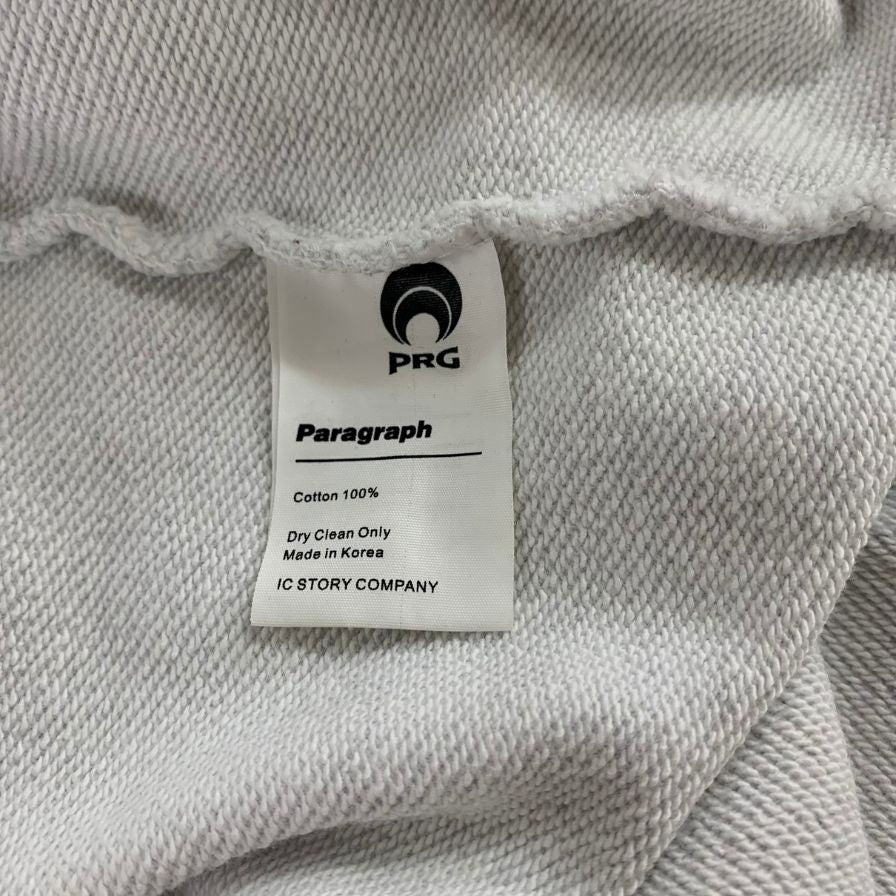 PRG
Paragraph
Cotton 100%
Dry Clean Only
Made in Korea
IC STORY COMPANY